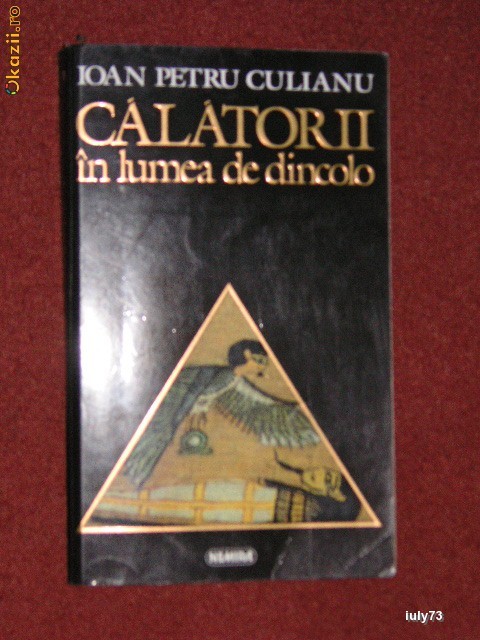 Okazii.ro
IOAN PETRU CULIANU
CĂLĂTORII
în lumea de dincolo
NEMIRA
iuly73